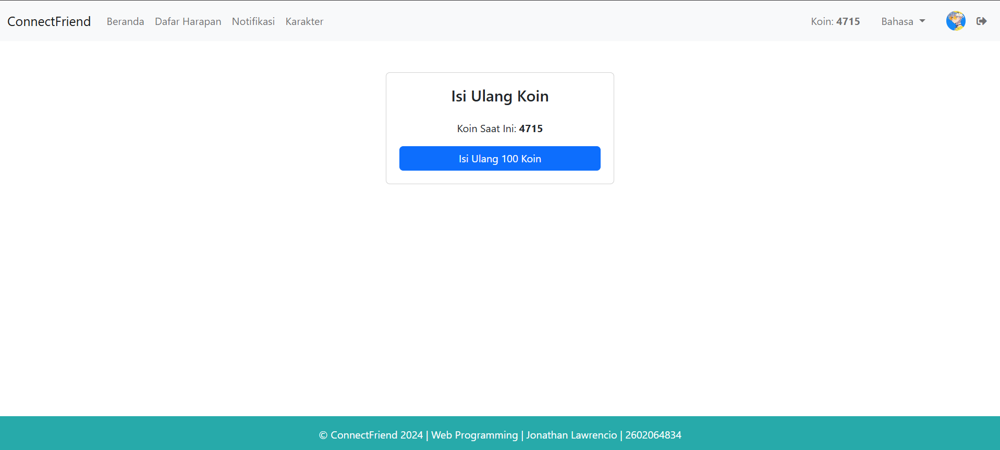 ConnectFriend Beranda Dafar Harapan Notifikasi Karakter Koin: 4715 Bahasa
Isi Ulang Koin
Koin Saat Ini: 4715
Isi Ulang 100 Koin
© ConnectFriend 2024 | Web Programming | Jonathan Lawrencio | 2602064834